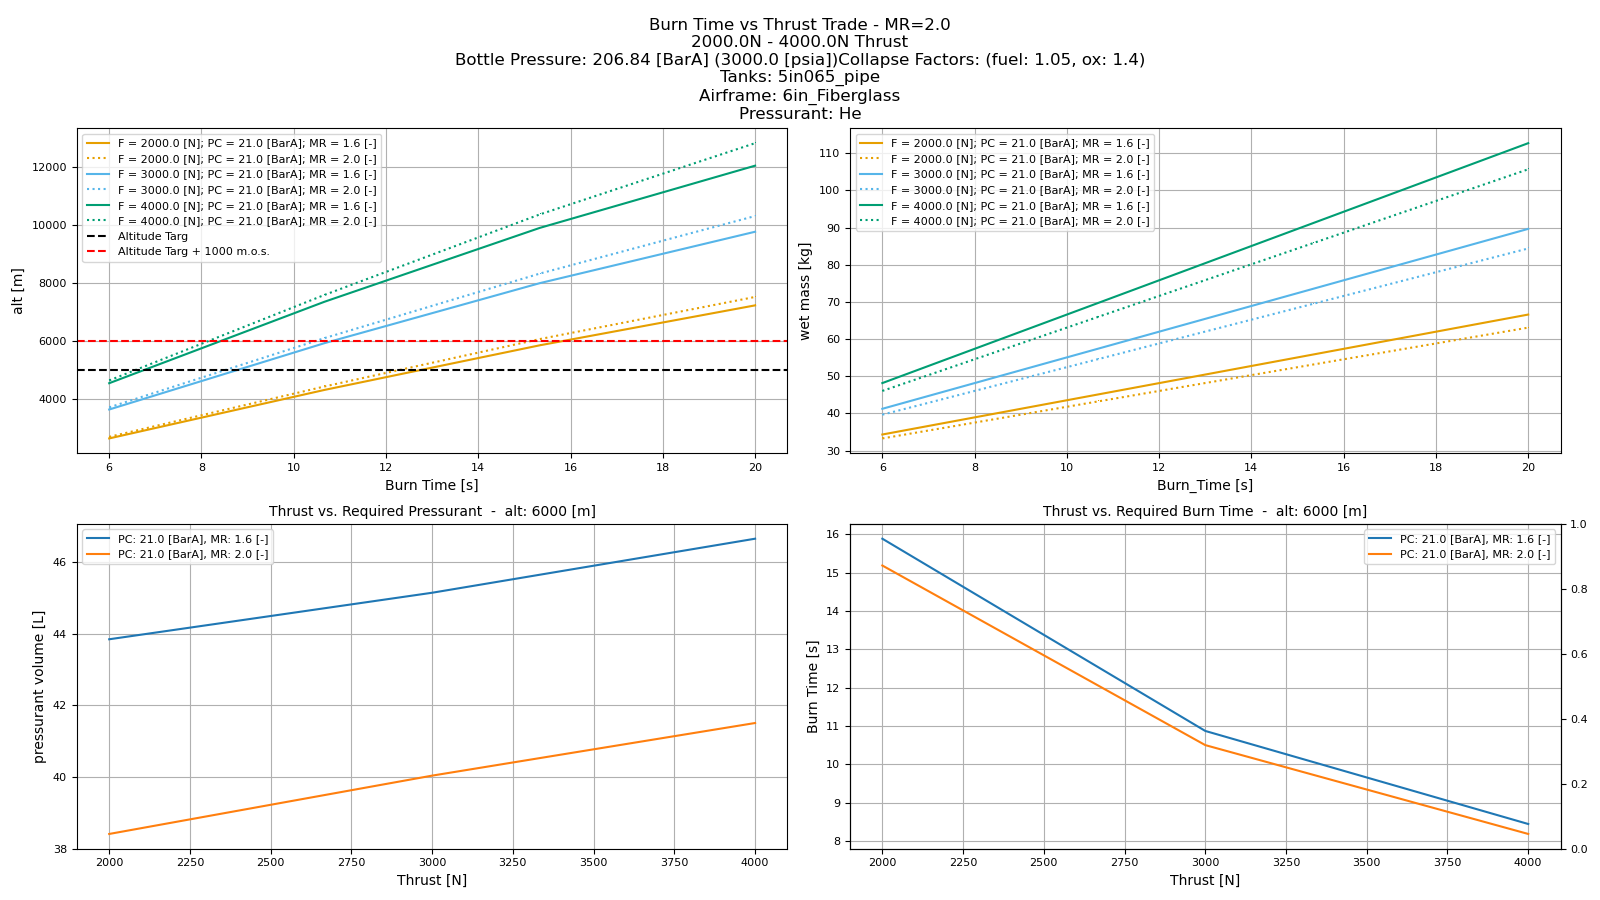 Burn Time vs Thrust Trade - MR=2.0
2000.0N - 4000.0N Thrust
Bottle Pressure: 206.84 [BarA] (3000.0 [psia])Collapse Factors: (fuel: 1.05, ox: 1.4)
Tanks: 5in065_pipe
Airframe: 6in_Fiberglass
Pressurant: He
F = 2000.0 [N]; PC = 21.0 [BarA]; MR = 1.6 [-]
F = 2000.0 [N]; PC = 21.0 [BarA]; MR = 2.0 [-]
F = 3000.0 [N]; PC = 21.0 [BarA]; MR = 1.6 [-]
F = 3000.0 [N]; PC = 21.0 [BarA]; MR = 2.0 [-]
F = 4000.0 [N]; PC = 21.0 [BarA]; MR = 1.6 [-]
F = 4000.0 [N]; PC = 21.0 [BarA]; MR = 2.0 [-]
Altitude Targ
Altitude Targ + 1000 m.o.s.
alt [m]
12000
10000
8000
6000
4000
6 8 10 12 14 16 18 20
Burn Time [s]
F = 2000.0 [N]; PC = 21.0 [BarA]; MR = 1.6 [-]
F = 2000.0 [N]; PC = 21.0 [BarA]; MR = 2.0 [-]
F = 3000.0 [N]; PC = 21.0 [BarA]; MR = 1.6 [-]
F = 3000.0 [N]; PC = 21.0 [BarA]; MR = 2.0 [-]
F = 4000.0 [N]; PC = 21.0 [BarA]; MR = 1.6 [-]
F = 4000.0 [N]; PC = 21.0 [BarA]; MR = 2.0 [-]
wet mass [kg]
110
100
90
80
70
60
50
40
30
6 8 10 12 14 16 18 20
Burn_Time [s]
Thrust vs. Required Pressurant - alt: 6000 [m]
PC: 21.0 [BarA], MR: 1.6 [-]
PC: 21.0 [BarA], MR: 2.0 [-]
pressurant volume [L]
46
44
42
40
38
2000 2250 2500 2750 3000 3250 3500 3750 4000
Thrust [N]
Thrust vs. Required Burn Time - alt: 6000 [m]
PC: 21.0 [BarA], MR: 1.6 [-]
PC: 21.0 [BarA], MR: 2.0 [-]
Burn Time [s]
16
15
14
13
12
11
10
9
8
1.0
0.8
0.6
0.4
0.2
0.0
2000 2250 2500 2750 3000 3250 3500 3750 4000
Thrust [N]